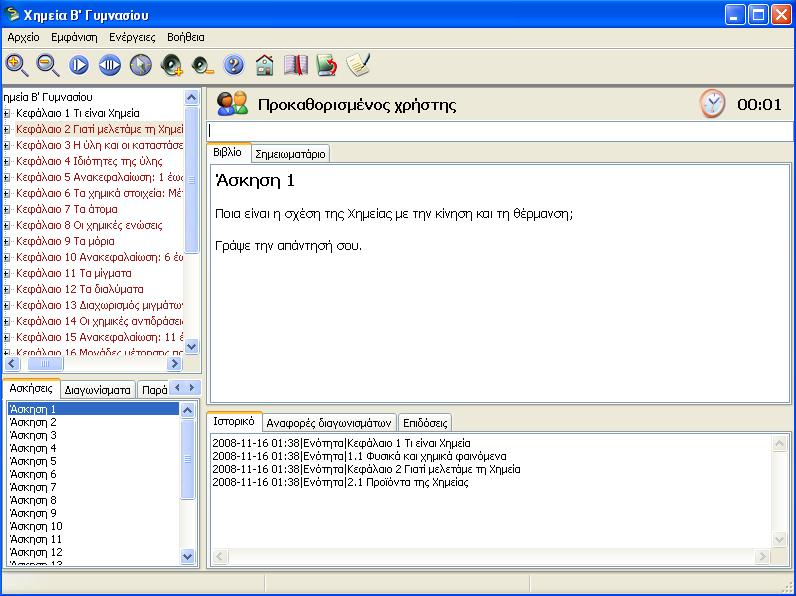 Χημεία Β' Γυμνασίου
Αρχείο Εμφάνιση Ενέργειες Βοήθεια
ημεία Β' Γυμνασίου
Κεφάλαιο 1 Τι είναι Χημεία
Κεφάλαιο 2 Γιατί μελετάμε τη Χημεί
Κεφάλαιο 3 Η ύλη και οι καταστάσε
Κεφάλαιο 4 Ιδιότητες της ύλης
Κεφάλαιο 5 Ανακεφαλαίωση: 1 έως
Κεφάλαιο 6 Τα χημικά στοιχεία: Μέτ
Κεφάλαιο 7 Τα άτομα
Κεφάλαιο 8 Οι χημικές ενώσεις
Κεφάλαιο 9 Τα μόρια
Κεφάλαιο 10 Ανακεφαλαίωση: 6 έω
Κεφάλαιο 11 Τα μίγματα
Κεφάλαιο 12 Τα διαλύματα
Κεφάλαιο 13 Διαχωρισμός μιγμάτων
Κεφάλαιο 14 Οι χημικές αντιδράσεις
Κεφάλαιο 15 Ανακεφαλαίωση: 11 έ
Κεφάλαιο 16 Μονάδες μέτρησης πο
Ασκήσεις Διαγωνίσματα Παρά
Άσκηση 1
Άσκηση 2
Άσκηση 3
Άσκηση 4
Άσκηση 5
Άσκηση 6
Άσκηση 7
Άσκηση 8
Άσκηση 9
Άσκηση 10
Άσκηση 11
Άσκηση 12
Άσκηση 13
Προκαθορισμένος χρήστης 00:01
Βιβλίο Σημειωματάριο
Άσκηση 1
Ποια είναι η σχέση της Χημείας με την κίνηση και τη θέρμανση;
Γράψε την απάντησή σου.
Ιστορικό Αναφορές διαγωνισμάτων Επιδόσεις
2008-11-16 01:38|Ενότητα|Κεφάλαιο 1 Τι είναι Χημεία
2008-11-16 01:38|Ενότητα|1.1 Φυσικά και χημικά φαινόμενα
2008-11-16 01:38|Ενότητα|Κεφάλαιο 2 Γιατί μελετάμε τη Χημεία
2008-11-16 01:38|Ενότητα|2.1 Προϊόντα της Χημείας